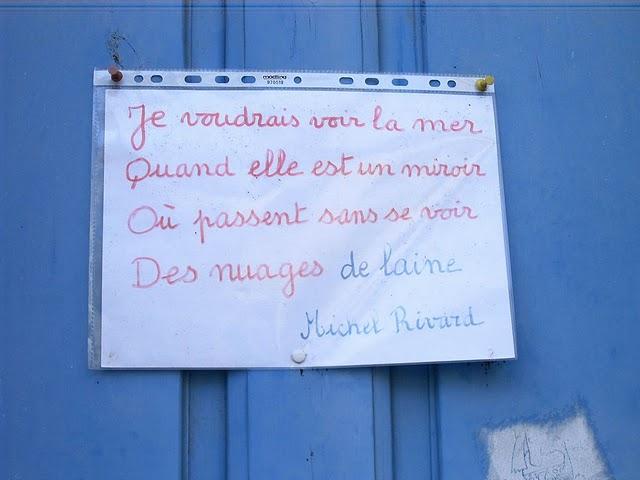 Je voudrais voir la mer
Quand elle est un miroir
Où passent sans se voir
Des nuages de laine
Michel Rivard